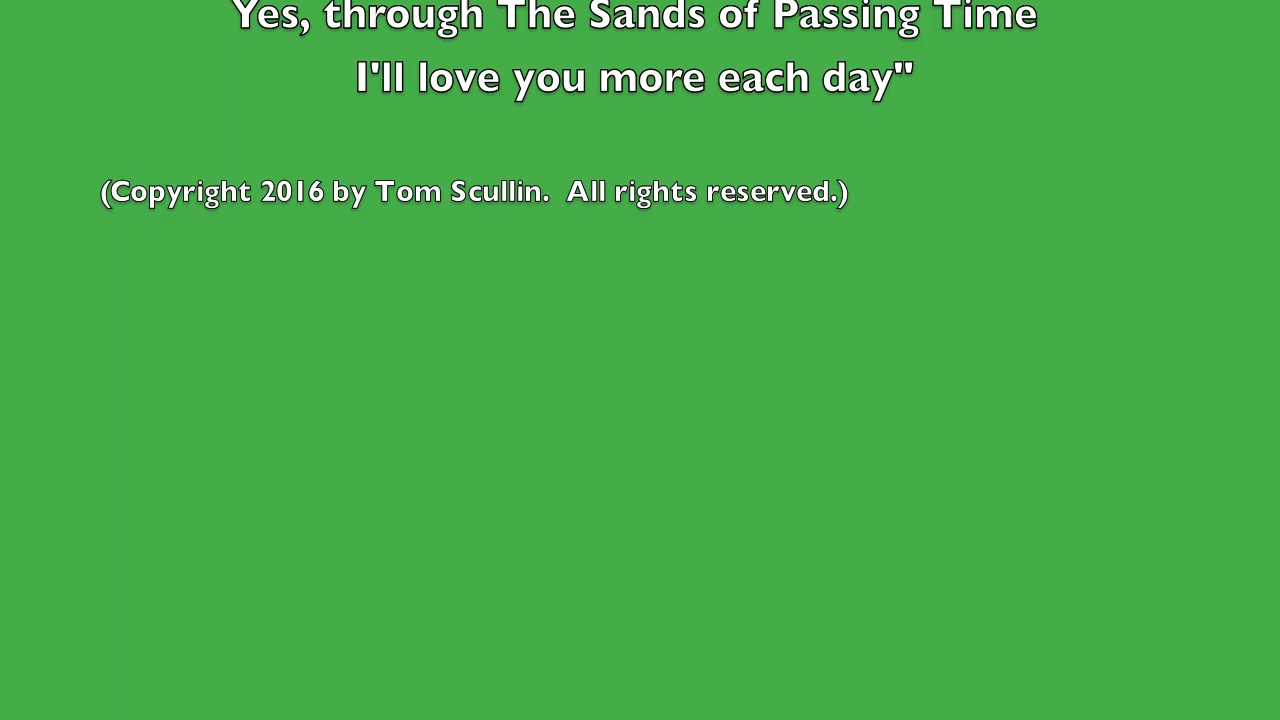 Yes, through The Sands of Passing Time
I'll love you more each day"
(Copyright 2016 by Tom Scullin.  All rights reserved.)